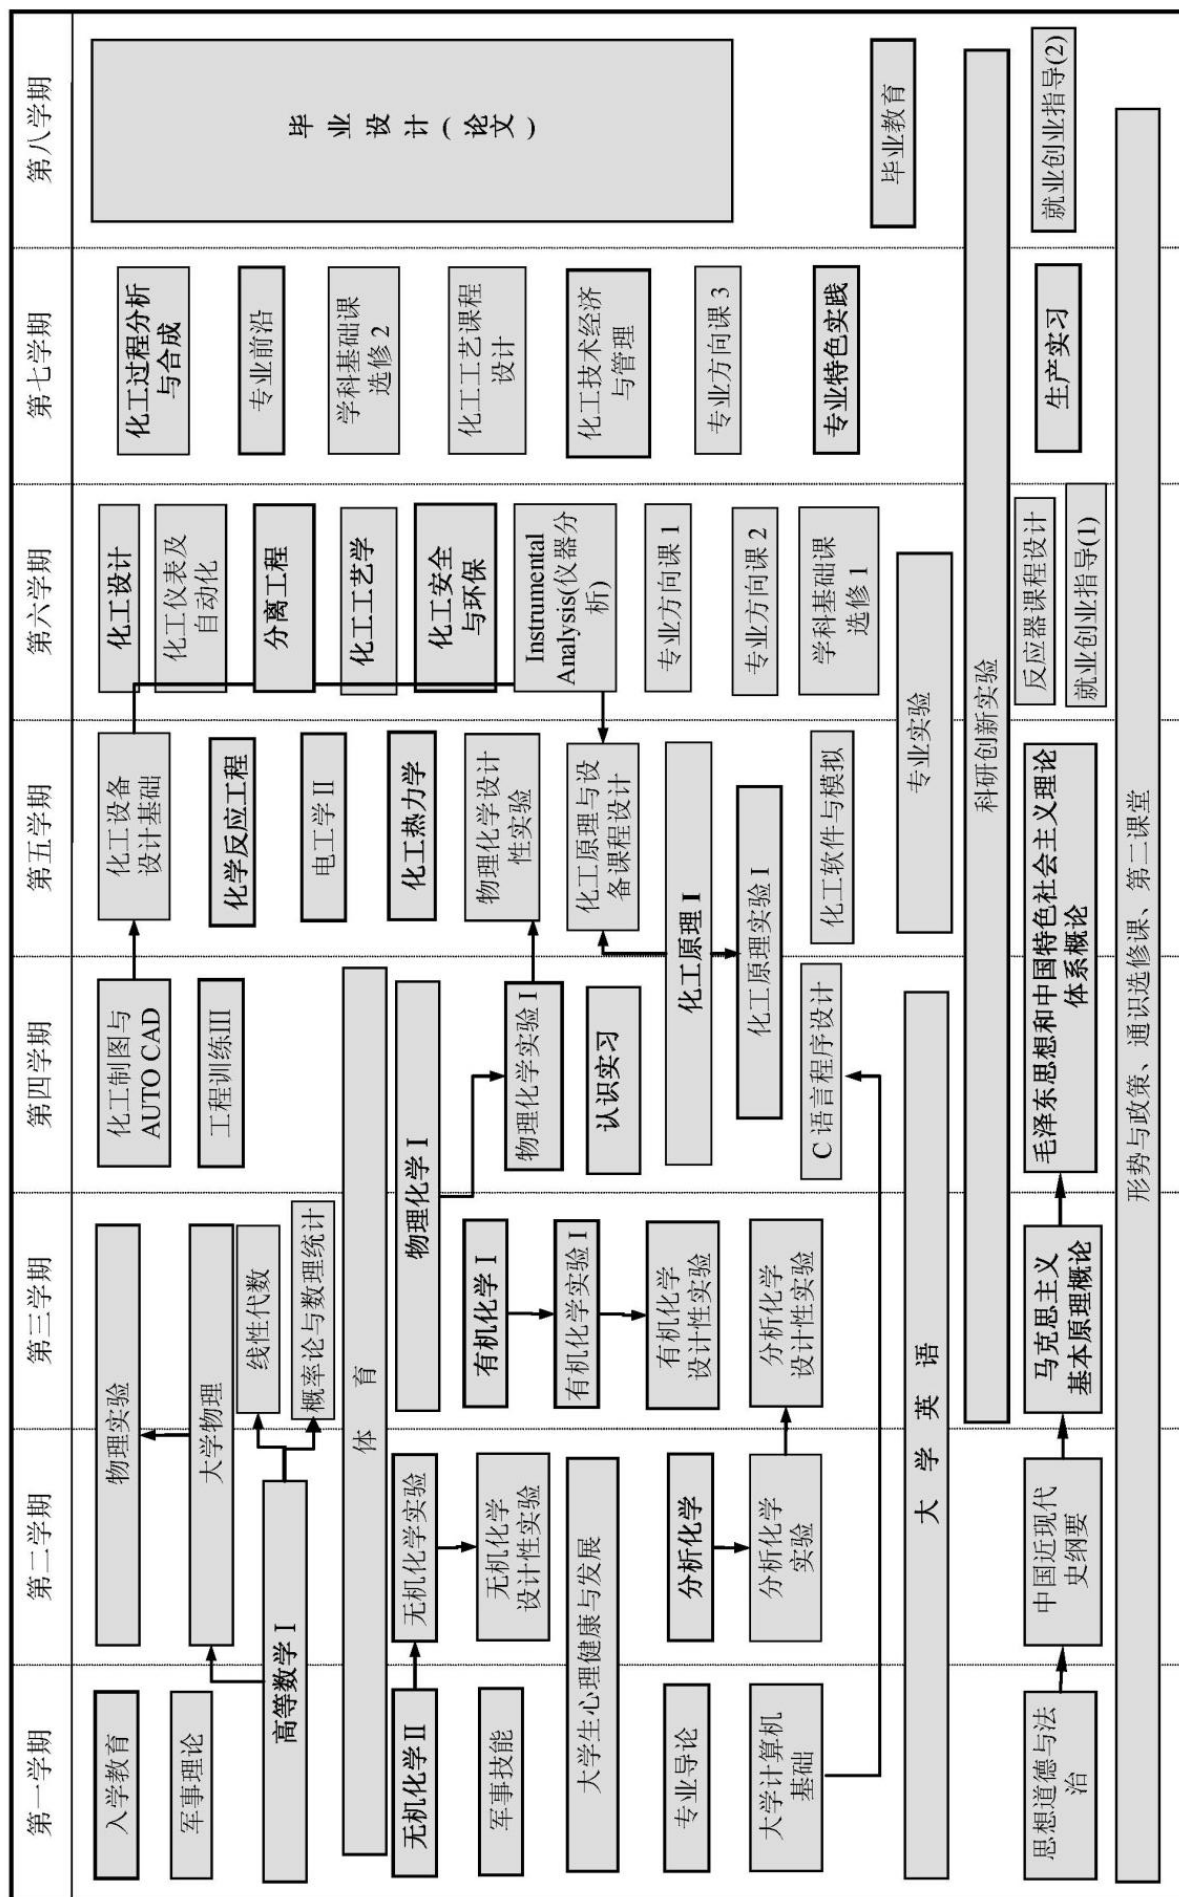 第一学期
第二学期
第三学期
第四学期
第五学期
第六学期
第七学期
第八学期
入学教育
军事理论
高等数学 I
体 育
无机化学II
军事技能
大学生心理健康与发展
专业导论
大学计算机
基础
大 学 英 语
思想道德与法
治
形势与政策、通识选修课、第二课堂
物理实验
大学物理
无机化学实验
无机化学
设计性实验
分析化学
分析化学
实验
中国近现代
史纲要
线性代数
概率论与数理统计
物理化学 I
有机化学 I
有机化学实验 I
有机化学
设计性实验
分析化学
设计性实验
科研创新实验
马克思主义
基本原理概论
化工制图与
AUTO CAD
工程训练III
物理化学实验 I
认识实习
化工原理 I
化工原理实验 I
C 语言程序设计
毛泽东思想和中国特色社会主义理论
体系概论
化工设备
设计基础
化学反应工程
电工学 II
化工热力学
物理化学设计
性实验
化工原理与设
备课程设计
化工软件与模拟
专业实验
化工设计
化工仪表及
自动化
分离工程
化工工艺学
化工安全
与环保
Instrumental
Analysis(仪器分
析)
专业方向课 1
专业方向课 2
学科基础课
选修 1
反应器课程设计
就业创业指导(1)
化工过程分析
与合成
专业前沿
学科基础课
选修 2
化工工艺课程
设计
化工技术经济
与管理
专业方向课 3
专业特色实践
生产实习
毕 业 设 计 ( 论 文 )
毕业教育
就业创业指导(2)